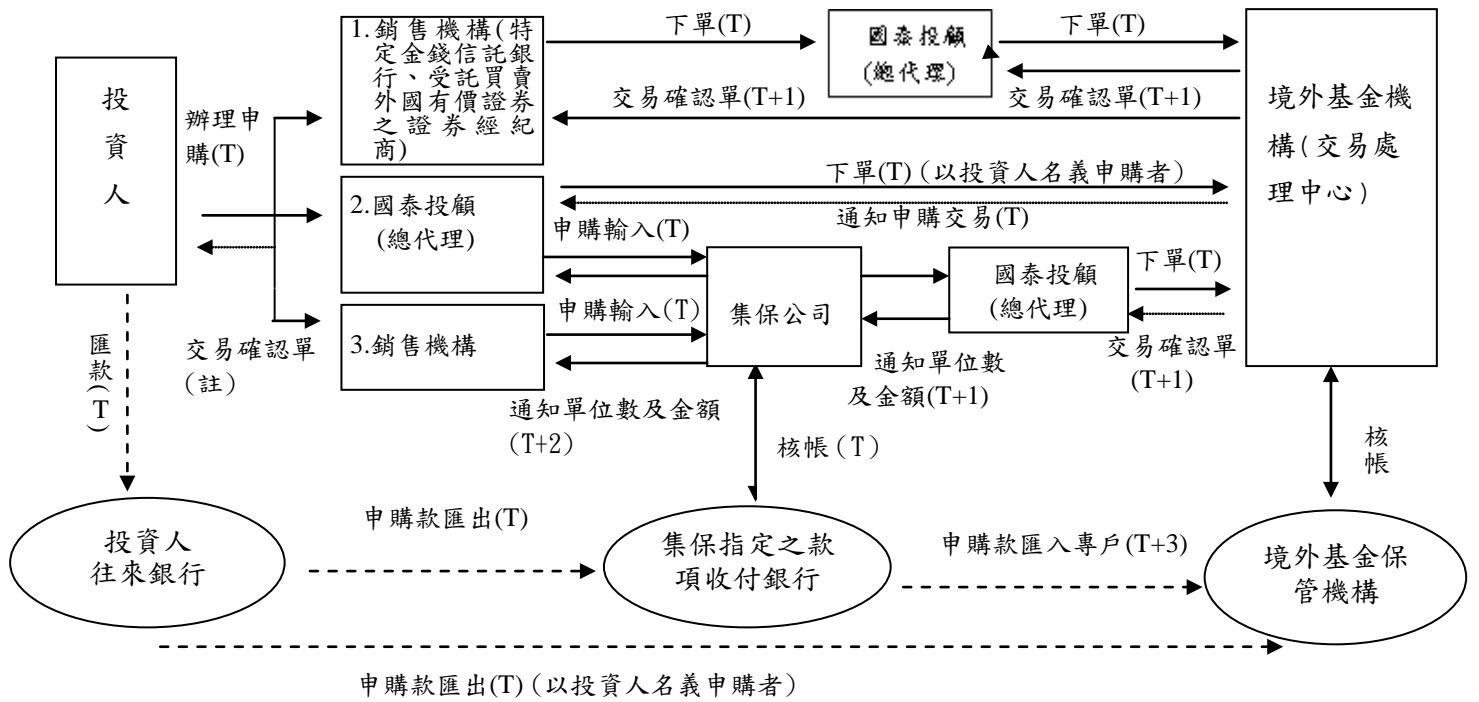 投
資
人
辦理申
購(T)
交易確認單
(註)
匯款(T)
1.銷售機構(特
定金錢信託銀
行、受託買賣
外國有價證券
之證券經紀
商)
2.國泰投顧
(總代理)
3.銷售機構
下單(T)
國泰投顧
(總代理)
下單(T)
交易確認單(T+1)
交易確認單(T+1)
境外基金機
構(交易處
理中心)
下單(T)(以投資人名義申購者)
通知申購交易(T)
申購輸入(T)
申購輸入(T)
集保公司
國泰投顧
(總代理)
下單(T)
交易確認單
(T+1)
通知單位數
及金額(T+1)
通知單位數及金額
(T+2)
核帳(T)
核
帳
投資人
往來銀行
申購款匯出(T)
集保指定之款
項收付銀行
申購款匯入專戶(T+3)
境外基金保
管機構
申購款匯出(T)(以投資人名義申購者)